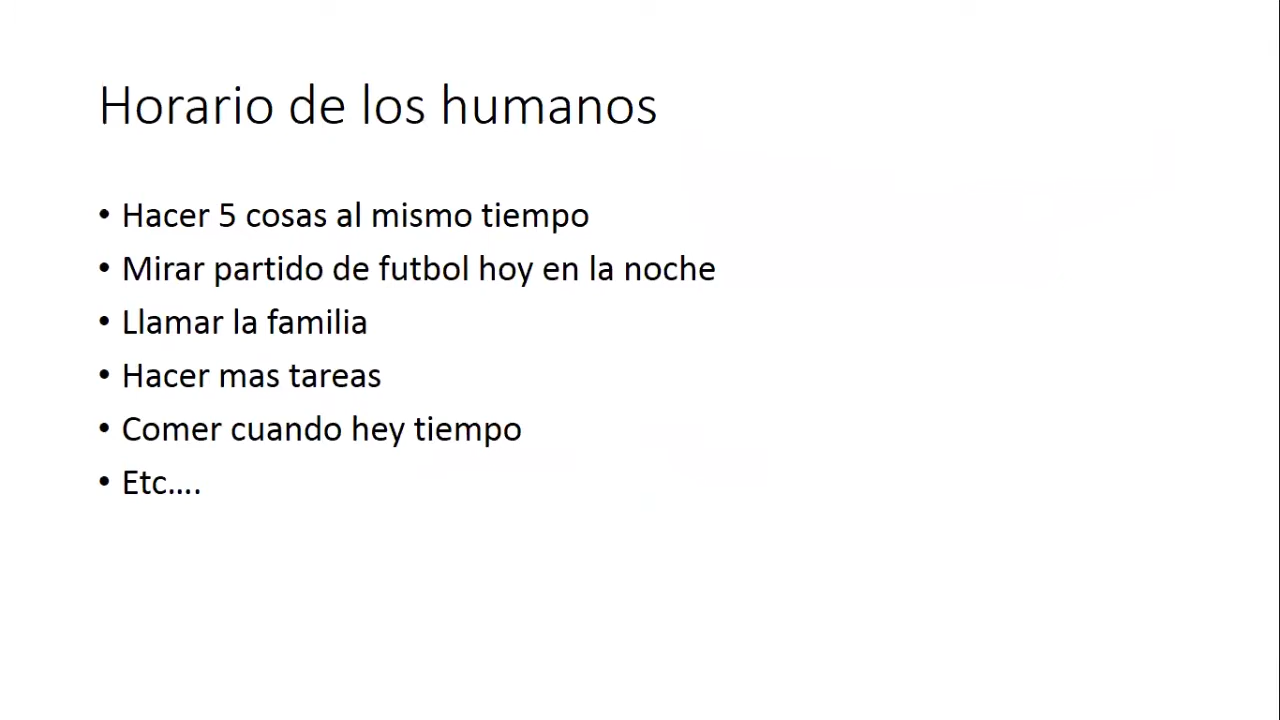 Horario de los humanos
• Hacer 5 cosas al mismo tiempo
• Mirar partido de futbol hoy en la noche
• Llamar la familia
• Hacer mas tareas
• Comer cuando hey tiempo
• Etc....